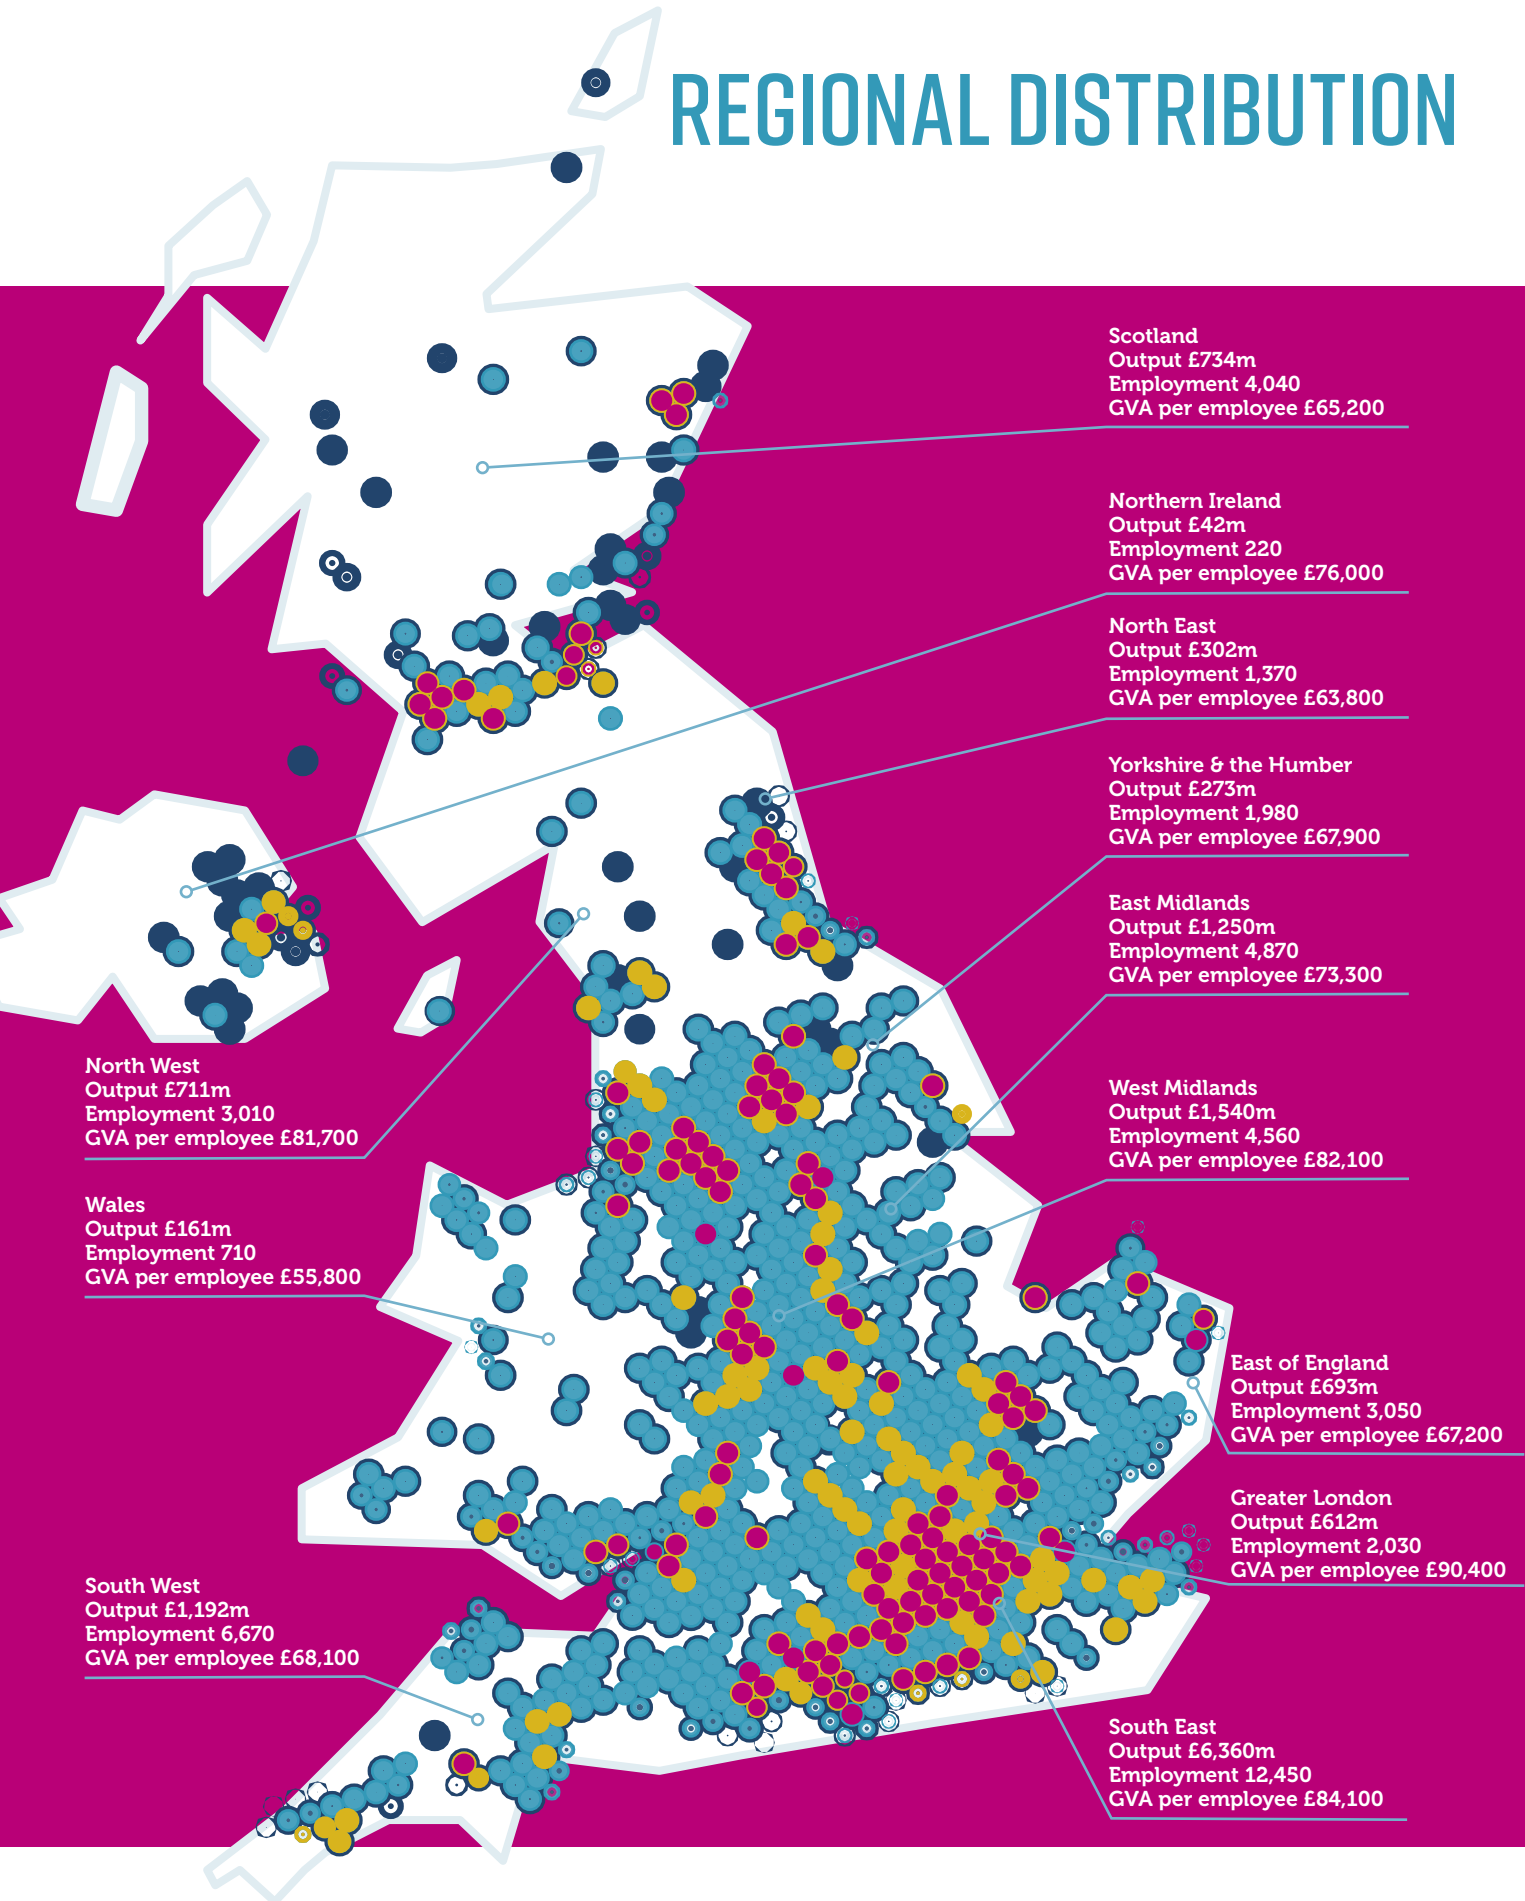 REGIONAL DISTRIBUTION
Scotland
Output £734m
Employment 4,040
GVA per employee £65,200
Northern Ireland
Output £42m
Employment 220
GVA per employee £76,000
North East
Output £302m
Employment 1,370
GVA per employee £63,800
Yorkshire & the Humber
Output £273m
Employment 1,980
GVA per employee £67,900
East Midlands
Output £1,250m
Employment 4,870
GVA per employee £73,300
North West
Output £711m
Employment 3,010
GVA per employee £81,700
West Midlands
Output £1,540m
Employment 4,560
GVA per employee £82,100
Wales
Output £161m
Employment 710
GVA per employee £55,800
East of England
Output £693m
Employment 3,050
GVA per employee £67,200
Greater London
Output £612m
Employment 2,030
GVA per employee £90,400
South West
Output £1,192m
Employment 6,670
GVA per employee £68,100
South East
Output £6,360m
Employment 12,450
GVA per employee £84,100